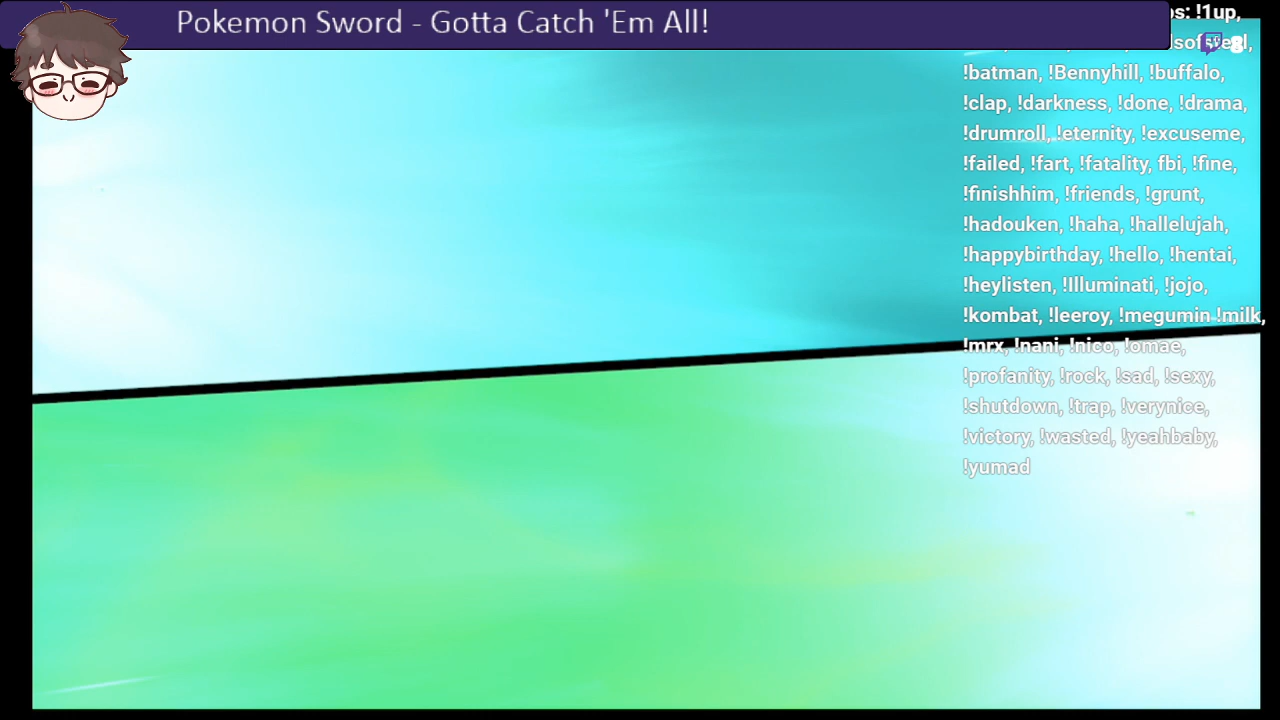 Pokemon Sword - Gotta Catch 'Em All!
!1up,
8
!batman, !Bennyhill, !buffalo,
!clap, !darkness, !done, !drama,
!drumroll, !eternity, !excuseme,
!failed, !fart, !fatality, fbi, !fine,
!finishhim, !friends, !grunt,
!hadouken, !haha, !hallelujah,
!happybirthday, !hello, !hentai,
!heylisten, !Illuminati, !jojo,
!kombat, !leeroy, !megumin !milk,
!mrx, !nani, !nico, !omae,
!profanity, !rock, !sad, !sexy,
!shutdown, !trap, !verynice,
!victory, !wasted, !yeahbaby,
!yumad